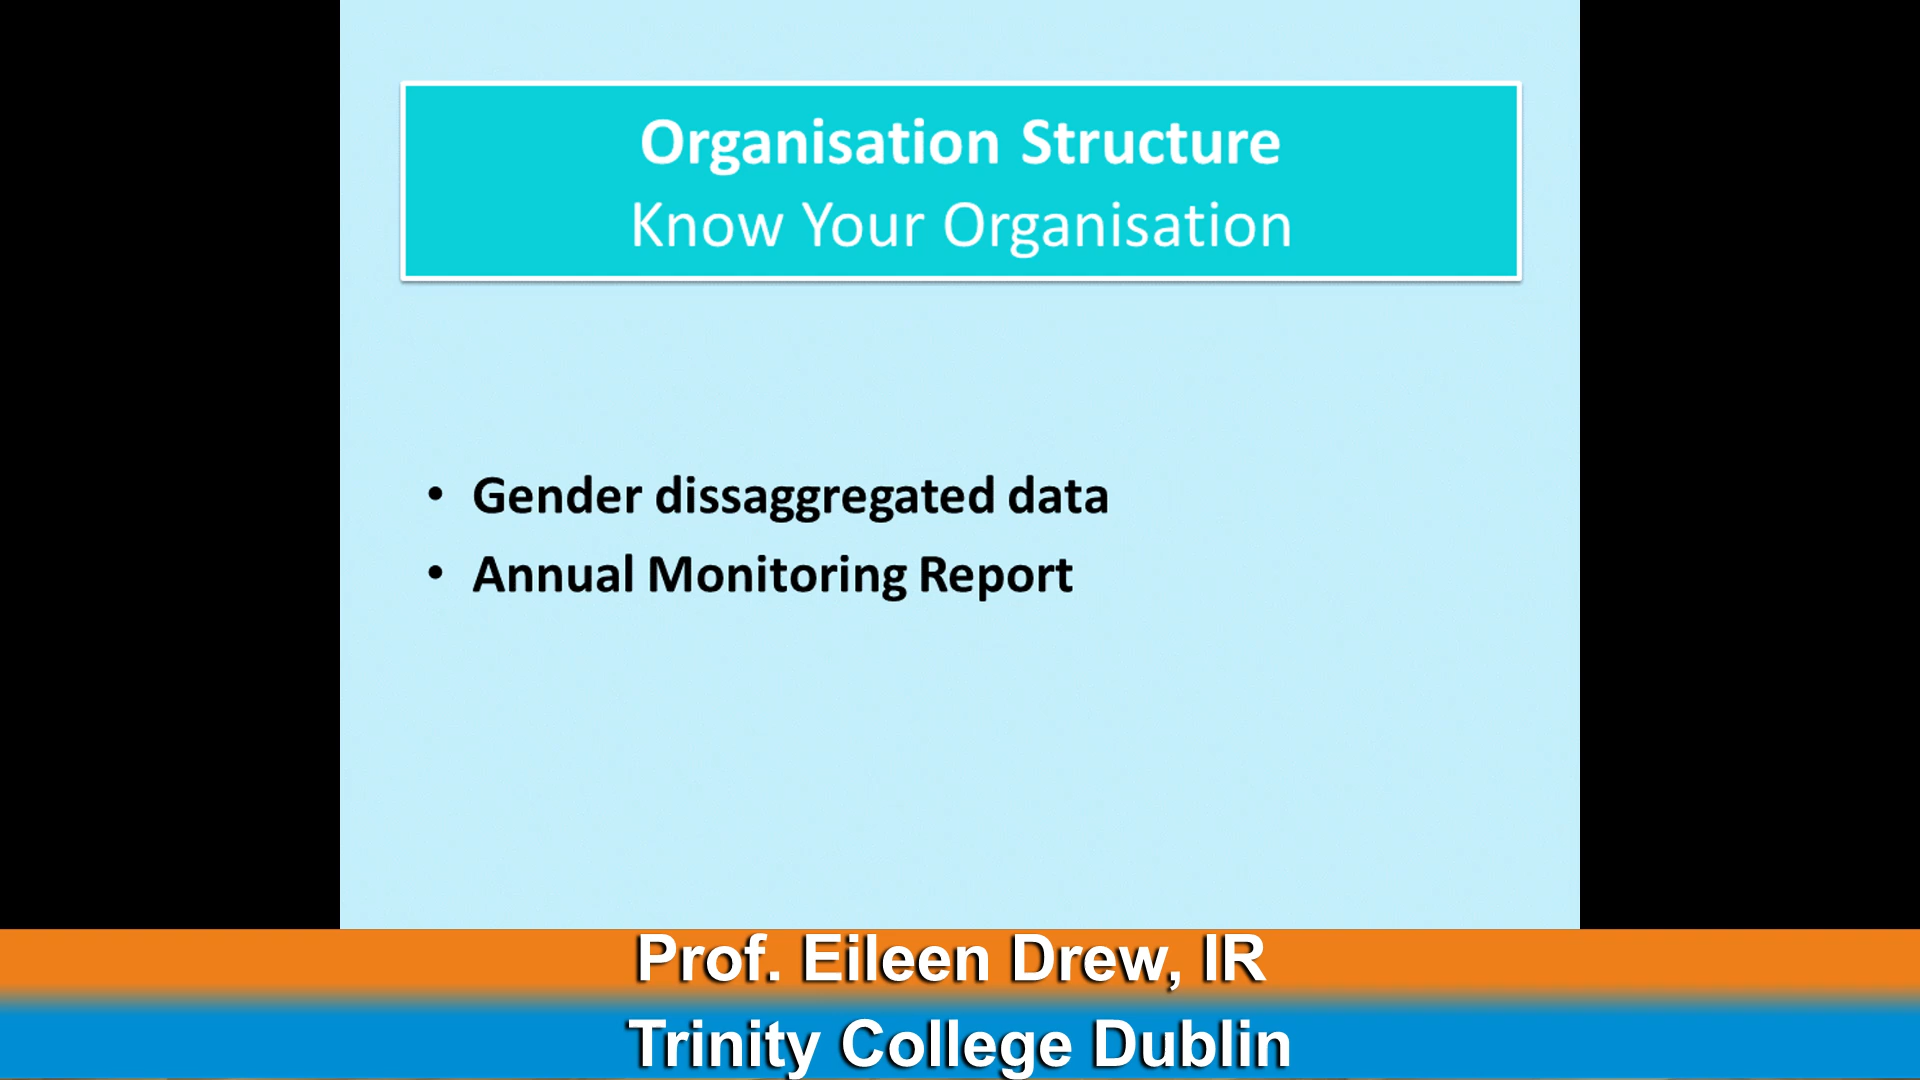 Organisation Structure
Know Your Organisation
• Gender dissaggregated data
• Annual Monitoring Report
Prof. Eileen Drew, IR
Trinity College Dublin